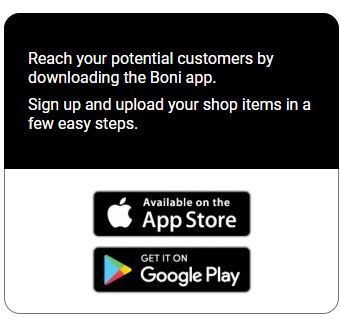 Reach your potential customers by
downloading the Boni app.
Sign up and upload your shop items in a
few easy steps.
Available on the
App Store
GET IT ON
Google Play